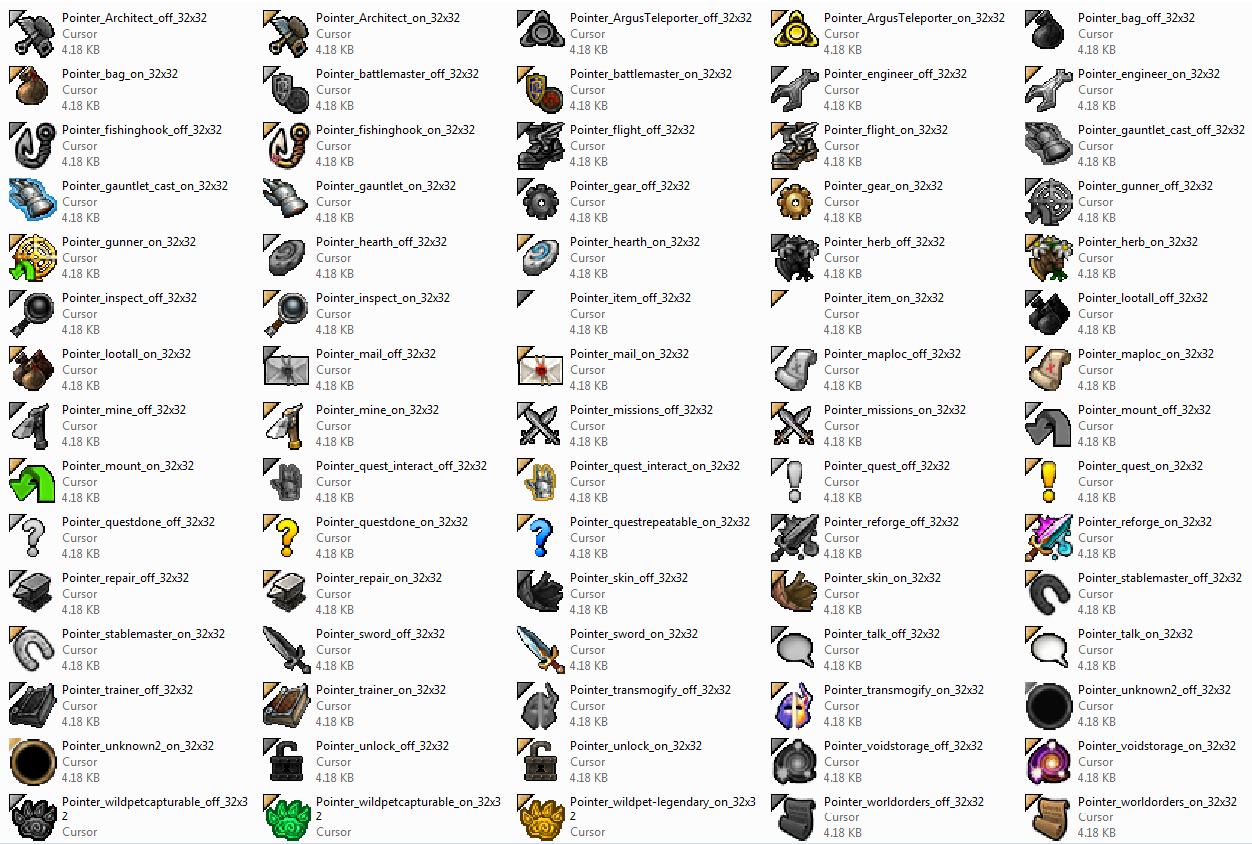 Pointer_Architect_off_32x32
Cursor
4.18 KB
Pointer_Architect_on_32x32
Cursor
4.18 KB
Pointer_ArgusTeleporter_off_32x32
Cursor
4.18 KB
Pointer_ArgusTeleporter_on_32x32
Cursor
4.18 KB
Pointer_bag_off_32x32
Cursor
4.18 KB
Pointer_bag_on_32x32
Cursor
4.18 KB
Pointer_battlemaster_off_32x32
Cursor
4.18 KB
Pointer_battlemaster_on_32x32
Cursor
4.18 KB
Pointer_engineer_off_32x32
Cursor
4.18 KB
Pointer_engineer_on_32x32
Cursor
4.18 KB
Pointer_fishinghook_off_32x32
Cursor
4.18 KB
Pointer_fishinghook_on_32x32
Cursor
4.18 KB
Pointer_flight_off_32x32
Cursor
4.18 KB
Pointer_flight_on_32x32
Cursor
4.18 KB
Pointer_gauntlet_cast_off_32x32
Cursor
4.18 KB
Pointer_gauntlet_cast_on_32x32
Cursor
4.18 KB
Pointer_gauntlet_on_32x32
Cursor
4.18 KB
Pointer_gear_off_32x32
Cursor
4.18 KB
Pointer_gear_on_32x32
Cursor
4.18 KB
Pointer_gunner_off_32x32
Cursor
4.18 KB
Pointer_gunner_on_32x32
Cursor
4.18 KB
Pointer_hearth_off_32x32
Cursor
4.18 KB
Pointer_hearth_on_32x32
Cursor
4.18 KB
Pointer_herb_off_32x32
Cursor
4.18 KB
Pointer_herb_on_32x32
Cursor
4.18 KB
Pointer_inspect_off_32x32
Cursor
4.18 KB
Pointer_inspect_on_32x32
Cursor
4.18 KB
Pointer_item_off_32x32
Cursor
4.18 KB
Pointer_item_on_32x32
Cursor
4.18 KB
Pointer_lootall_off_32x32
Cursor
4.18 KB
Pointer_lootall_on_32x32
Cursor
4.18 KB
Pointer_mail_off_32x32
Cursor
4.18 KB
Pointer_mail_on_32x32
Cursor
4.18 KB
Pointer_maploc_off_32x32
Cursor
4.18 KB
Pointer_maploc_on_32x32
Cursor
4.18 KB
Pointer_mine_off_32x32
Cursor
4.18 KB
Pointer_mine_on_32x32
Cursor
4.18 KB
Pointer_missions_off_32x32
Cursor
4.18 KB
Pointer_missions_on_32x32
Cursor
4.18 KB
Pointer_mount_off_32x32
Cursor
4.18 KB
Pointer_mount_on_32x32
Cursor
4.18 KB
Pointer_quest_interact_off_32x32
Cursor
4.18 KB
Pointer_quest_interact_on_32x32
Cursor
4.18 KB
Pointer_quest_off_32x32
Cursor
4.18 KB
Pointer_quest_on_32x32
Cursor
4.18 KB
Pointer_questdone_off_32x32
Cursor
4.18 KB
Pointer_questdone_on_32x32
Cursor
4.18 KB
Pointer_questrepeatable_on_32x32
Cursor
4.18 KB
Pointer_reforge_off_32x32
Cursor
4.18 KB
Pointer_reforge_on_32x32
Cursor
4.18 KB
Pointer_repair_off_32x32
Cursor
4.18 KB
Pointer_repair_on_32x32
Cursor
4.18 KB
Pointer_skin_off_32x32
Cursor
4.18 KB
Pointer_skin_on_32x32
Cursor
4.18 KB
Pointer_stablemaster_off_32x32
Cursor
4.18 KB
Pointer_stablemaster_on_32x32
Cursor
4.18 KB
Pointer_sword_off_32x32
Cursor
4.18 KB
Pointer_sword_on_32x32
Cursor
4.18 KB
Pointer_talk_off_32x32
Cursor
4.18 KB
Pointer_talk_on_32x32
Cursor
4.18 KB
Pointer_trainer_off_32x32
Cursor
4.18 KB
Pointer_trainer_on_32x32
Cursor
4.18 KB
Pointer_transmogify_off_32x32
Cursor
4.18 KB
Pointer_transmogify_on_32x32
Cursor
4.18 KB
Pointer_unknown2_off_32x32
Cursor
4.18 KB
Pointer_unknown2_on_32x32
Cursor
4.18 KB
Pointer_unlock_off_32x32
Cursor
4.18 KB
Pointer_unlock_on_32x32
Cursor
4.18 KB
Pointer_voidstorage_off_32x32
Cursor
4.18 KB
Pointer_voidstorage_on_32x32
Cursor
4.18 KB
Pointer_wildpetcapturable_off_32x3
2
Cursor
Pointer_wildpetcapturable_on_32x3
2
Cursor
Pointer_wildpet-legendary_on_32x3
2
Cursor
Pointer_worldorders_off_32x32
Cursor
4.18 KB
Pointer_worldorders_on_32x32
Cursor
4.18 KB